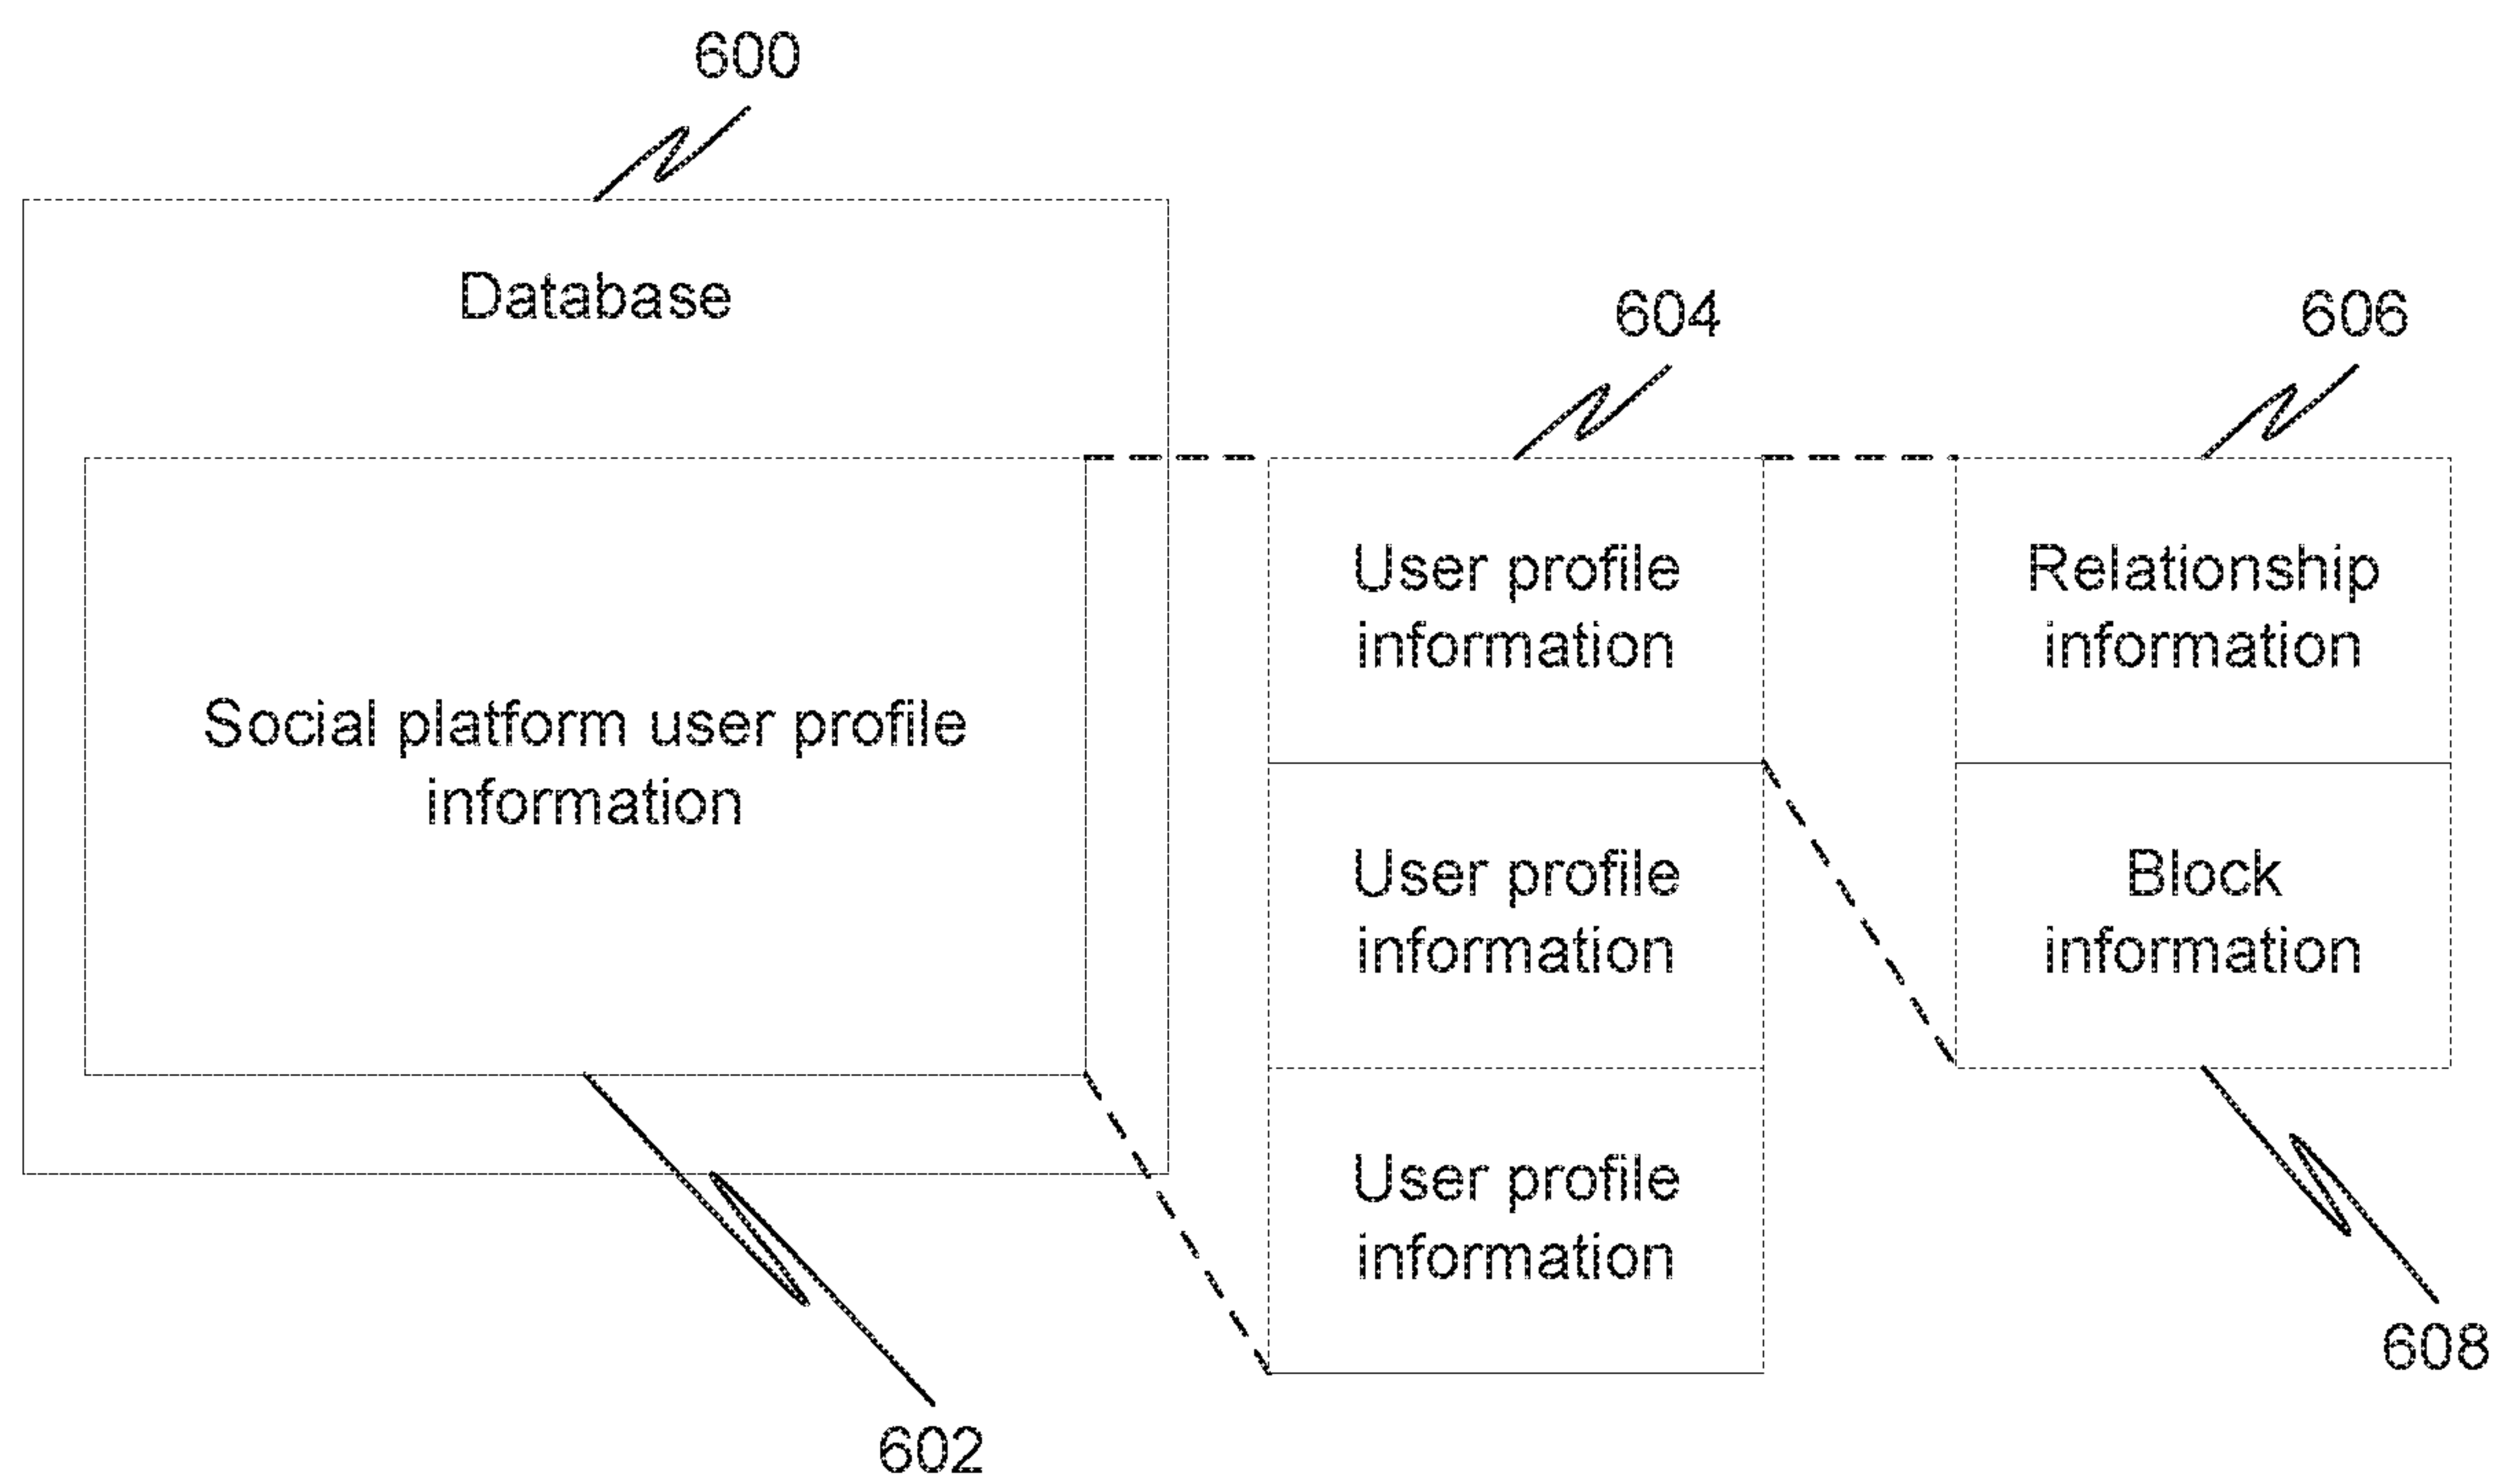 600
Database
604
606
User profile
information
Relationship
information
Social platform user profile
information
User profile
information
Block
information
User profile
information
608
602